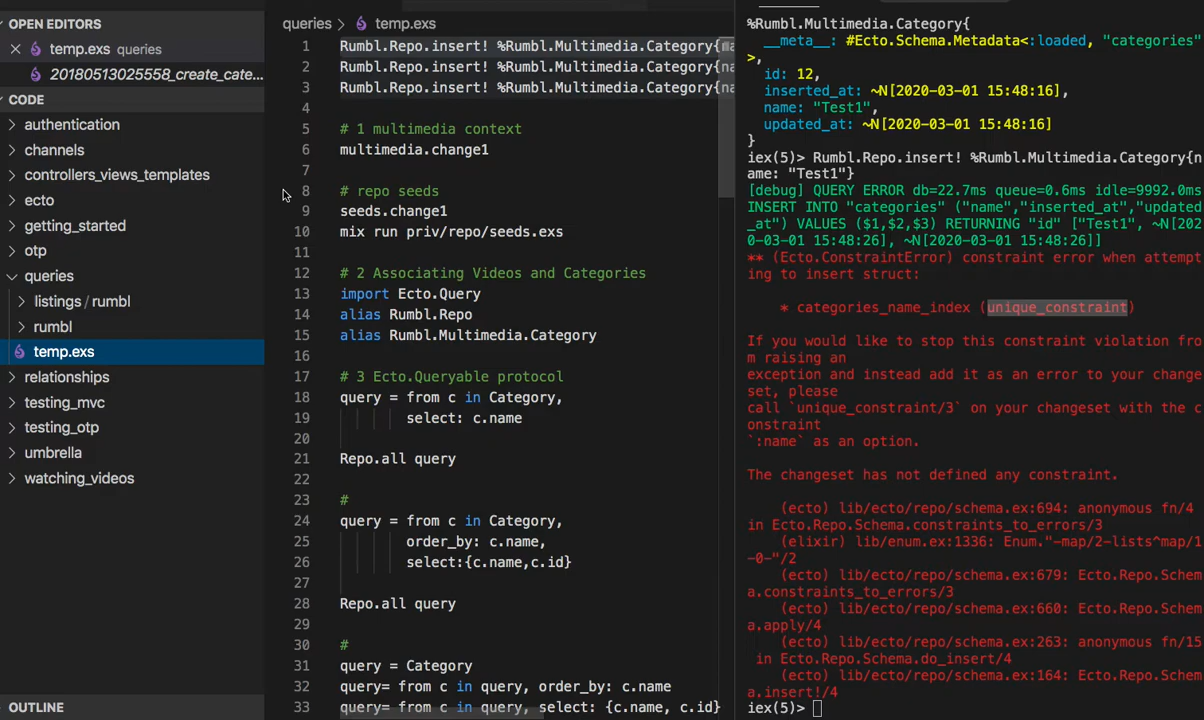 OPEN EDITORS
temp.exs queries
20180513025558_create_cate...
CODE
authentication
channels
controllers_views_templates
ecto
getting_started
otp
queries
listings / rumbl
rumbl
temp.exs
relationships
testing_mvc
testing_otp
umbrella
watching_videos
OUTLINE
queries > temp.exs
1 Rumbl.Repo.insert! %Rumbl.Multimedia.Category{na
2 Rumbl.Repo.insert! %Rumbl.Multimedia.Category{na
3 Rumbl.Repo.insert! %Rumbl.Multimedia.Category{na
4
5 # 1 multimedia context
6 multimedia.change1
7
8 # repo seeds
9 seeds.change1
10 mix run priv/repo/seeds.exs
11
12 # 2 Associating Videos and Categories
13 import Ecto.Query
14 alias Rumbl.Repo
15 alias Rumbl.Multimedia.Category
16
17 # 3 Ecto.Queryable protocol
18 query = from c in Category,
19 select: c.name
20
21 Repo.all query
22
23 #
24 query = from c in Category,
25 order_by: c.name,
26 select:{c.name,c.id}
27
28 Repo.all query
29
30 #
31 query = Category
32 query= from c in query, order_by: c.name
33 query= from c in query, select: {c.name, c.id}
%Rumbl.Multimedia.Category{
__meta__: #Ecto.Schema.Metadata<:loaded, "categories"
>,
id: 12,
inserted_at: ~N[2020-03-01 15:48:16],
name: "Test1",
updated_at: ~N[2020-03-01 15:48:16]
}
iex(5)> Rumbl.Repo.insert! %Rumbl.Multimedia.Category{n
ame: "Test1"}
[debug] QUERY ERROR db=22.7ms queue=0.6ms idle=9992.0ms
INSERT INTO "categories" ("name","inserted_at","updated
_at") VALUES ($1,$2,$3) RETURNING "id" ["Test1", ~N[202
0-03-01 15:48:26], ~N[2020-03-01 15:48:26]]
** (Ecto.ConstraintError) constraint error when attempt
ing to insert struct:
* categories_name_index (unique_constraint)
If you would like to stop this constraint violation fro
m raising an
exception and instead add it as an error to your change
set, please
call `unique_constraint/3` on your changeset with the c
onstraint
`:name` as an option.
The changeset has not defined any constraint.
(ecto) lib/ecto/repo/schema.ex:694: anonymous fn/4
in Ecto.Repo.Schema.constraints_to_errors/3
(elixir) lib/enum.ex:1336: Enum."-map/2-lists^map/1
-0-"/2
(ecto) lib/ecto/repo/schema.ex:679: Ecto.Repo.Schem
a.constraints_to_errors/3
(ecto) lib/ecto/repo/schema.ex:660: Ecto.Repo.Schem
a.apply/4
(ecto) lib/ecto/repo/schema.ex:263: anonymous fn/15
in Ecto.Repo.Schema.do_insert/4
(ecto) lib/ecto/repo/schema.ex:164: Ecto.Repo.Schem
a.insert!/4
iex(5)>